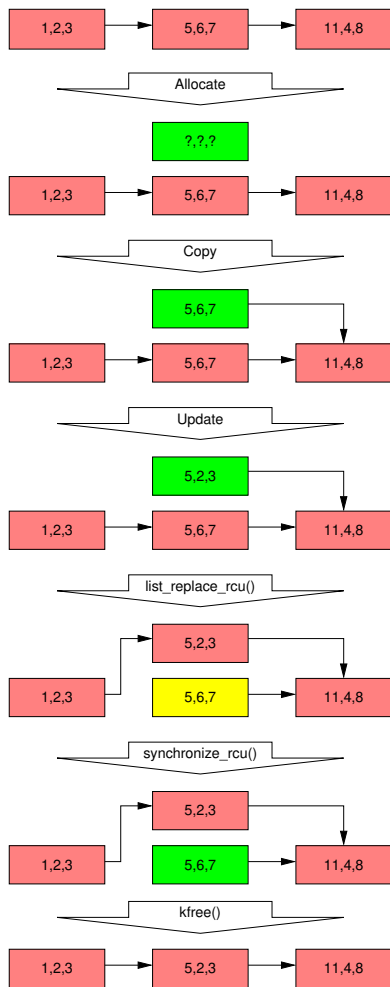 1,2,3 5,6,7 11,4,8
Allocate
?,?,?
1,2,3 5,6,7 11,4,8
Copy
5,6,7
1,2,3 5,6,7 11,4,8
Update
5,2,3
1,2,3 5,6,7 11,4,8
list_replace_rcu()
5,2,3
1,2,3 5,6,7 11,4,8
synchronize_rcu()
5,2,3
1,2,3 5,6,7 11,4,8
kfree()
1,2,3 5,2,3 11,4,8